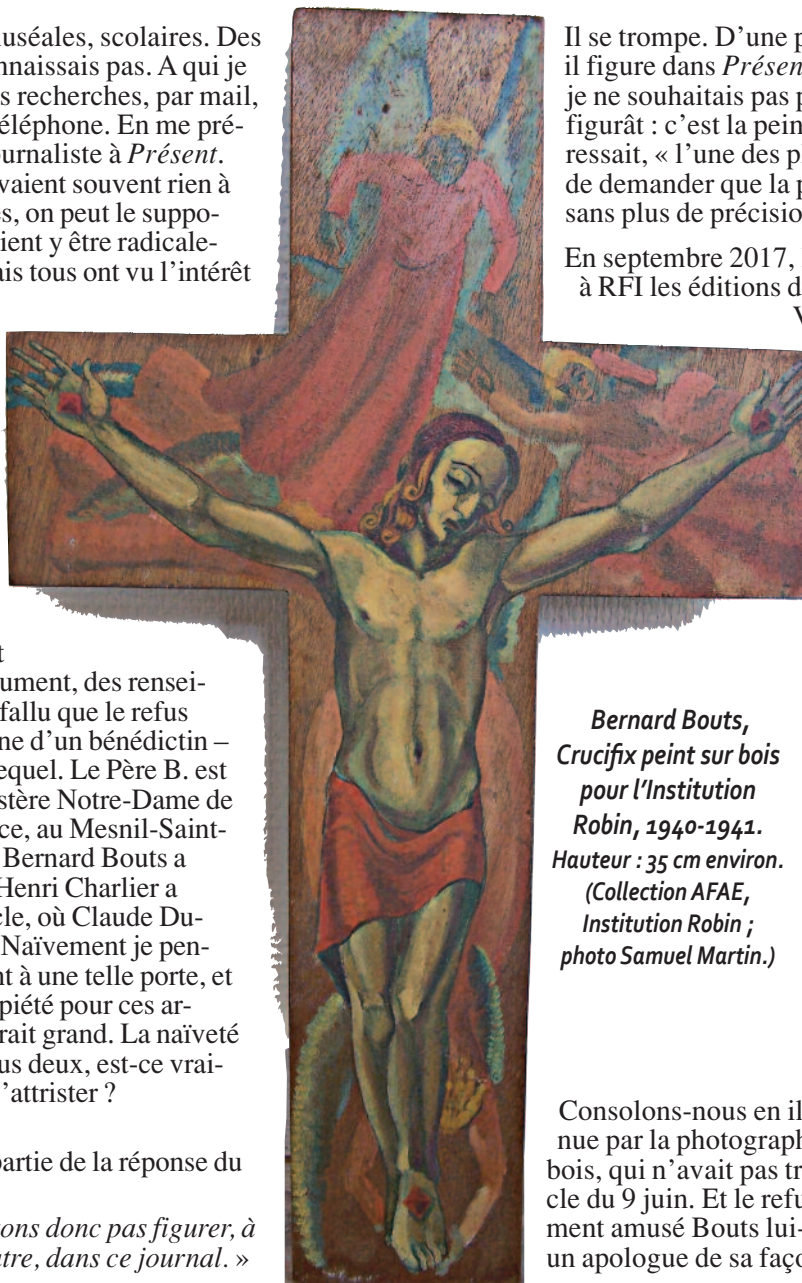 uséales, scolaires. Des
nnaissais pas. A qui je
s recherches, par mail,
éléphone. En me pré-
ournaliste à Présent.
vaient souvent rien à
es, on peut le suppo-
ient y être radicale-
ais tous ont vu l'intérêt
t
ument, des rensei-
fallu que le refus
ne d'un bénédictin –
equel. Le Père B. est
stère Notre-Dame de
ce, au Mesnil-Saint-
Bernard Bouts a
Henri Charlier a
cle, où Claude Du-
Naïvement je pen-
nt à une telle porte, et
piété pour ces ar-
rait grand. La naïveté
us deux, est-ce vrai-
'attrister ?
partie de la réponse du
ons donc pas figurer, à
utre, dans ce journal. »
Il se trompe. D'une p
il figure dans Présen
je ne souhaitais pas p
figurât : c'est la pein
ressait, « l'une des p
de demander que la p
sans plus de précisio
En septembre 2017,
à RFI les éditions d
V
Bernard Bouts,
Crucifix peint sur bois
pour l'Institution
Robin, 1940-1941.
Hauteur : 35 cm environ.
(Collection AFAE,
Institution Robin ;
photo Samuel Martin.)
Consolons-nous en il
nue par la photograph
bois, qui n'avait pas tr
cle du 9 juin. Et le refu
ment amusé Bouts lui-
un apologue de sa faço